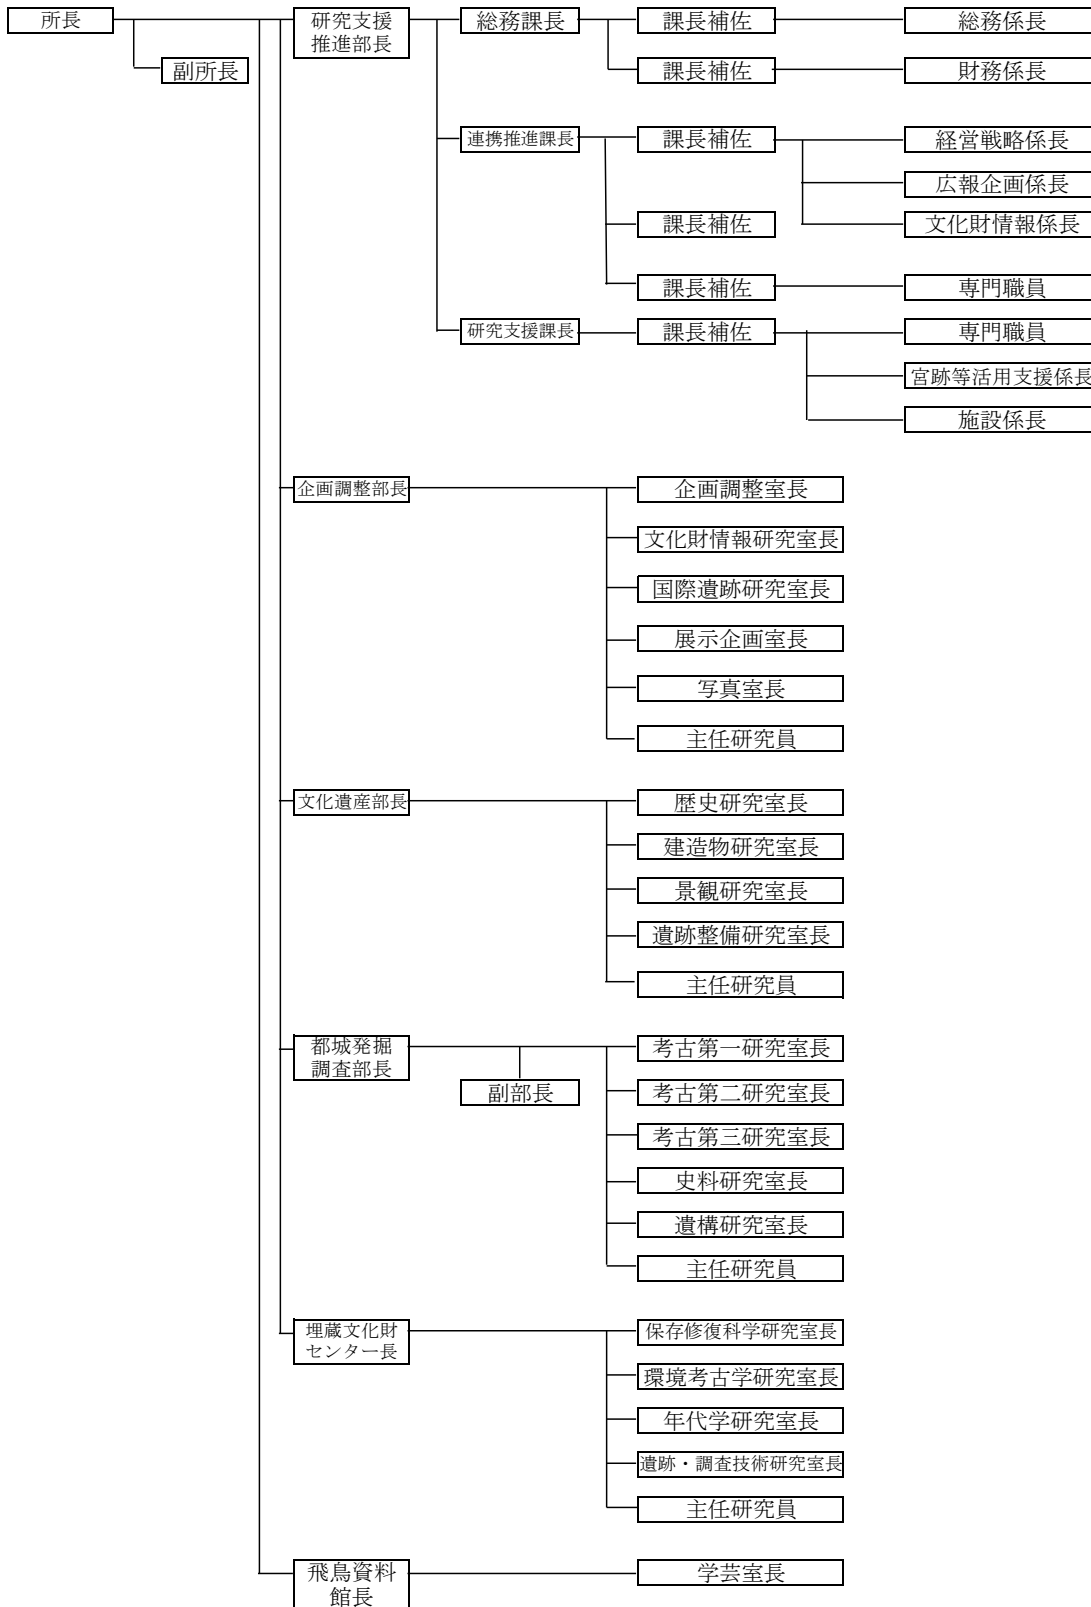 所長
副所長
研究支援
推進部長
総務課長
課長補佐
総務係長
課長補佐
財務係長
連携推進課長
課長補佐
経営戦略係長
広報企画係長
課長補佐
文化財情報係長
課長補佐
専門職員
研究支援課長
課長補佐
専門職員
宮跡等活用支援係長
施設係長
企画調整部長
企画調整室長
文化財情報研究室長
国際遺跡研究室長
展示企画室長
写真室長
主任研究員
文化遺産部長
歴史研究室長
建造物研究室長
景観研究室長
遺跡整備研究室長
主任研究員
都城発掘
調査部長
副部長
考古第一研究室長
考古第二研究室長
考古第三研究室長
史料研究室長
遺構研究室長
主任研究員
埋蔵文化財
センター長
保存修復科学研究室長
環境考古学研究室長
年代学研究室長
遺跡・調査技術研究室長
主任研究員
飛鳥資料
館長
学芸室長